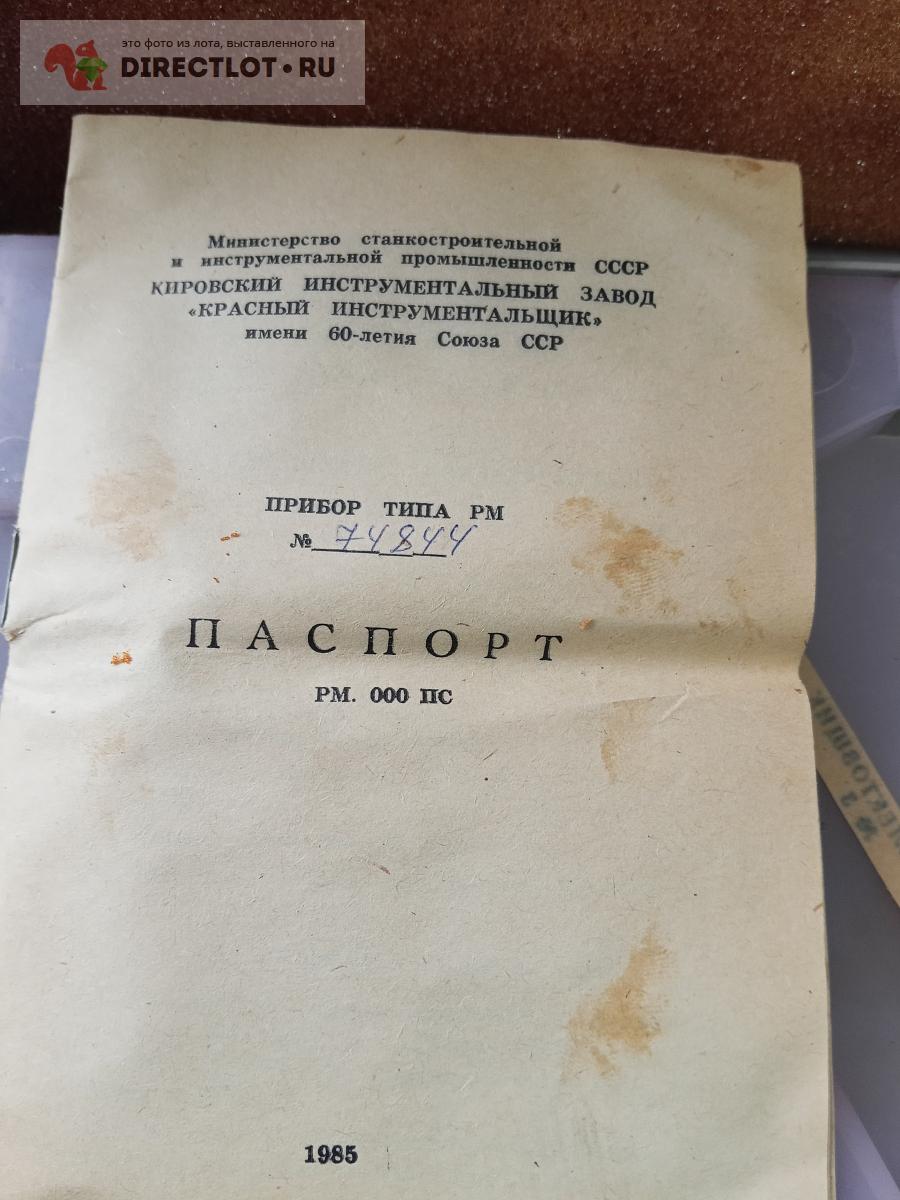 это фото из лота, выставленного на
DIRECTLOT.RU
Министерство станкостроительной
и инструментальной промышленности СССР
КИРОВСКИЙ ИНСТРУМЕНТАЛЬНЫЙ ЗАВОД
«КРАСНЫЙ ИНСТРУМЕНТАЛЬЩИК»
имени 60-летия Союза ССР
ПРИБОР ТИПА РМ
№ 74844
ПАСПОРТ
РМ. 000 ПС
1985